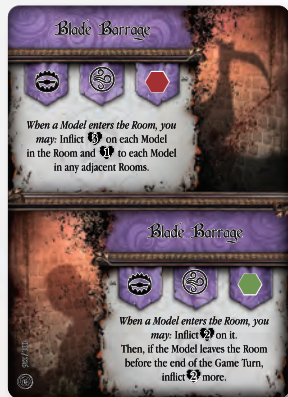 Blade Barrage
When a Model enters the Room, you
may: Inflict 3 on each Model
in the Room and 1 to each Model
in any adjacent Rooms.
Blade Barrage
When a Model enters the Room, you
may: Inflict 2 on it.
Then, if the Model leaves the Room
before the end of the Game Turn,
inflict 2 more.